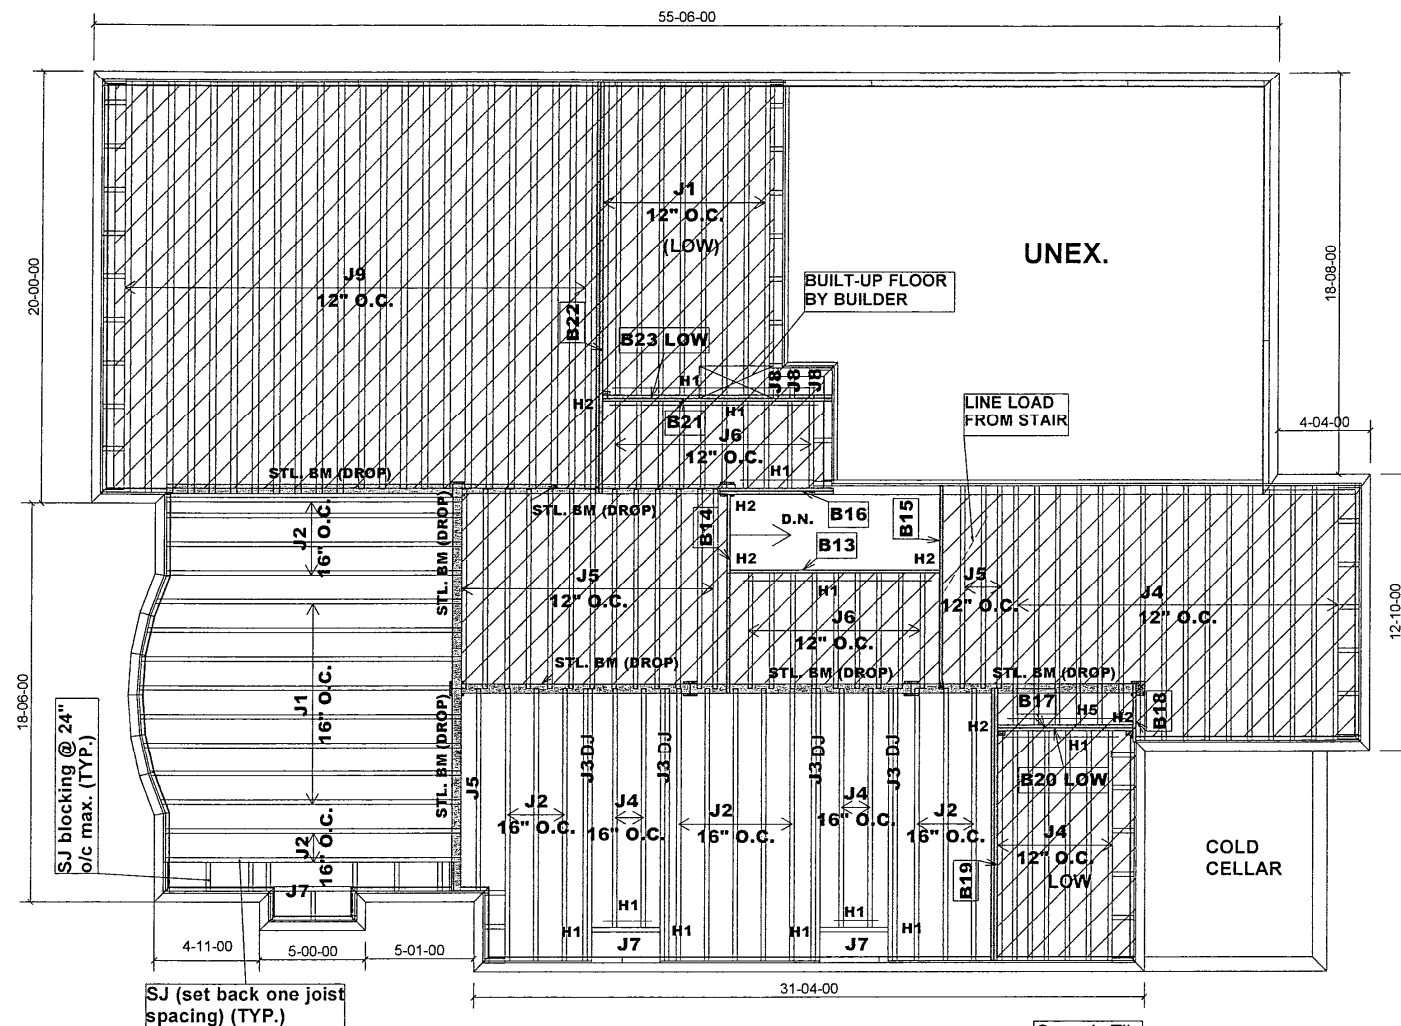 55-06-00
20-00-00
18-08-00
J1
12" O.C.
(LOW)
UNEX.
J9
12" O.C.
BUILT-UP FLOOR
BY BUILDER
B22
B23 LOW
H1
J8
J8
J8
H2
H1
B21
J6
12" O.C.
H1
LINE LOAD
FROM STAIR
4-04-00
STL. BM (DROP)
STL. BM (DROP)
J2
16" O.C.
STL. BM (DROP)
B14
H2
D.N.
B16
B15
B13
H2
H2
J5
12" O.C.
H1
J6
12" O.C.
J5
12" O.C.
J4
12" O.C.
12-10-00
STL. BM (DROP)
STL. BM (DROP)
STL. BM (DROP)
18-06-00
J1
16" O.C.
STL. BM (DROP)
B17
H5
H2
B18
H2
H1
B20 LOW
SJ blocking @ 24"
o/c max. (TYP.)
J5
J3 DJ
J3 DJ
J3 DJ
J3 DJ
J2
16" O.C.
J4
16" O.C.
J2
16" O.C.
J4
16" O.C.
J2
16" O.C.
J4
12" O.C.
LOW
B19
COLD
CELLAR
J2
16" O.C.
J7
H1
H1
H1
H1
H1
H1
J7
J7
4-11-00
5-00-00
5-01-00
31-04-00
SJ (set back one joist
spacing) (TYP.)